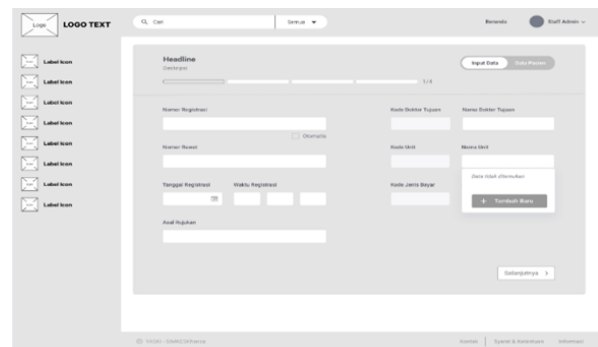 Logo LOGO TEXT Cari Semua Beranda Staff Admin
Label Icon
Label Icon
Label Icon
Label Icon
Label Icon
Label Icon
Label Icon
Label Icon
Headline
Deskripsi
1/4
Input Data Data Pasien
Nomor Registrasi
Otomatis
Nomor Rawat
Tanggal Registrasi Waktu Registrasi
Asal Rujukan
Kode Dokter Tujuan Nama Dokter Tujuan
Kode Unit Nama Unit
Data tidak ditemukan
+ Tambah Baru
Kode Jenis Bayar
Selanjutnya >
Kontak Syarat & Ketentuan Informasi